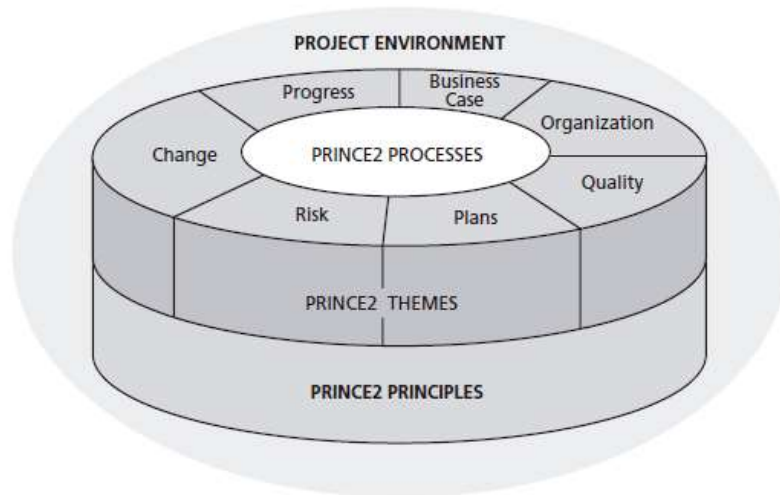 PROJECT ENVIRONMENT
Progress
Business
Case
Organization
Change
PRINCE2 PROCESSES
Quality
Risk
Plans
PRINCE2 THEMES
PRINCE2 PRINCIPLES